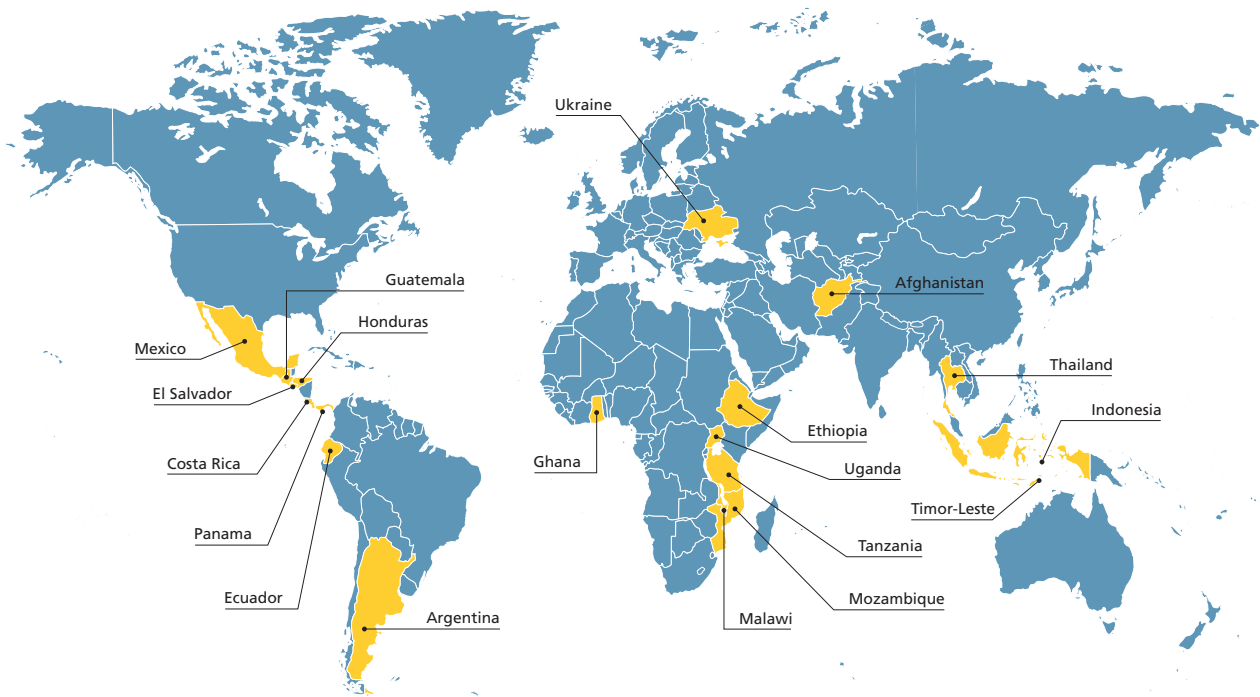 Ukraine
Guatemala
Afghanistan
Honduras
Mexico
Thailand
El Salvador
Indonesia
Ethiopia
Costa Rica
Ghana
Uganda
Timor-Leste
Panama
Tanzania
Ecuador
Mozambique
Argentina
Malawi